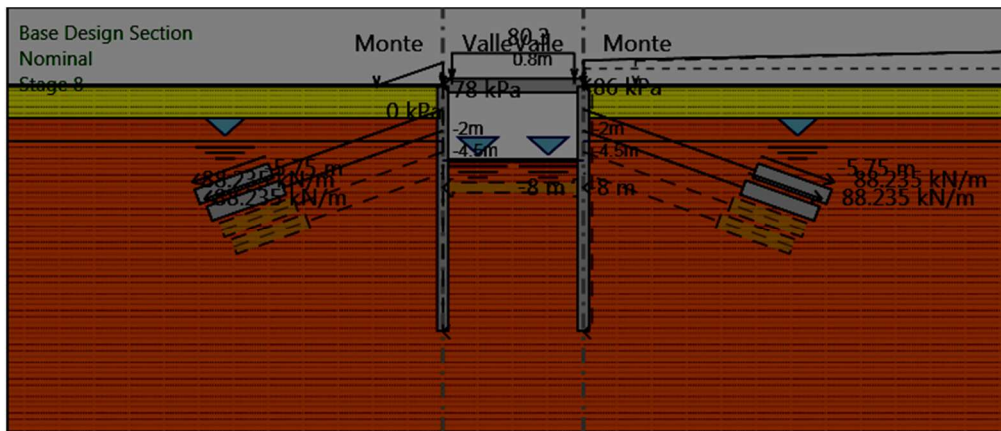 Base Design Section
Nominal
Stage 8
Monte
Valle
Valle
Monte
80.3
0.8m
78 kPa
86 kPa
0 kPa
-2m
-2m
-4.5m
-4.5m
-5.75 m
-5.75 m
88.235 kN/m
88.235 kN/m
88.235 kN/m
88.235 kN/m
-8 m
-8 m